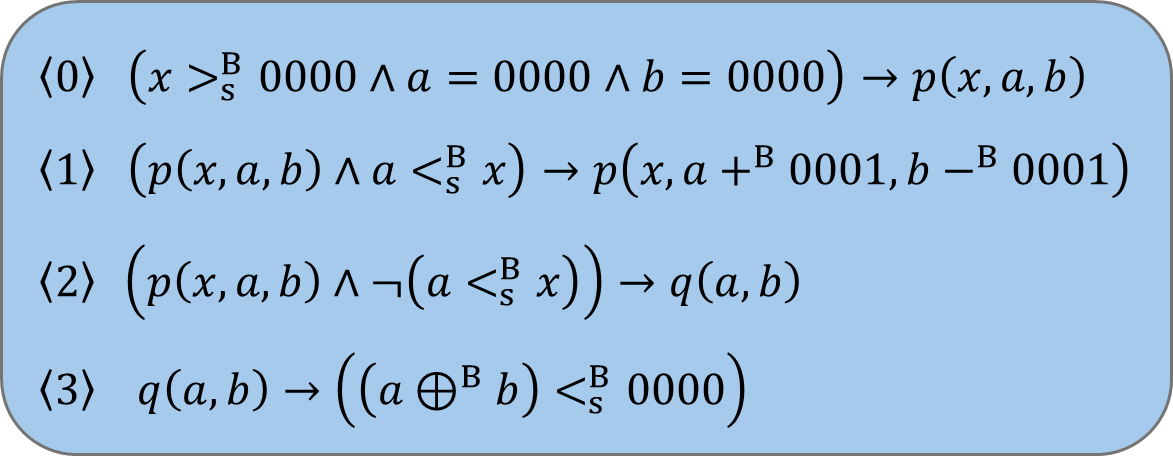 ⟨0⟩ (x >ₛᴮ 0000 ∧ a = 0000 ∧ b = 0000) → p(x, a, b)
⟨1⟩ (p(x, a, b) ∧ a <ₛᴮ x) → p(x, a +ᴮ 0001, b −ᴮ 0001)
⟨2⟩ (p(x, a, b) ∧ ¬(a <ₛᴮ x)) → q(a, b)
⟨3⟩ q(a, b) → ((a ⊕ᴮ b) <ₛᴮ 0000)